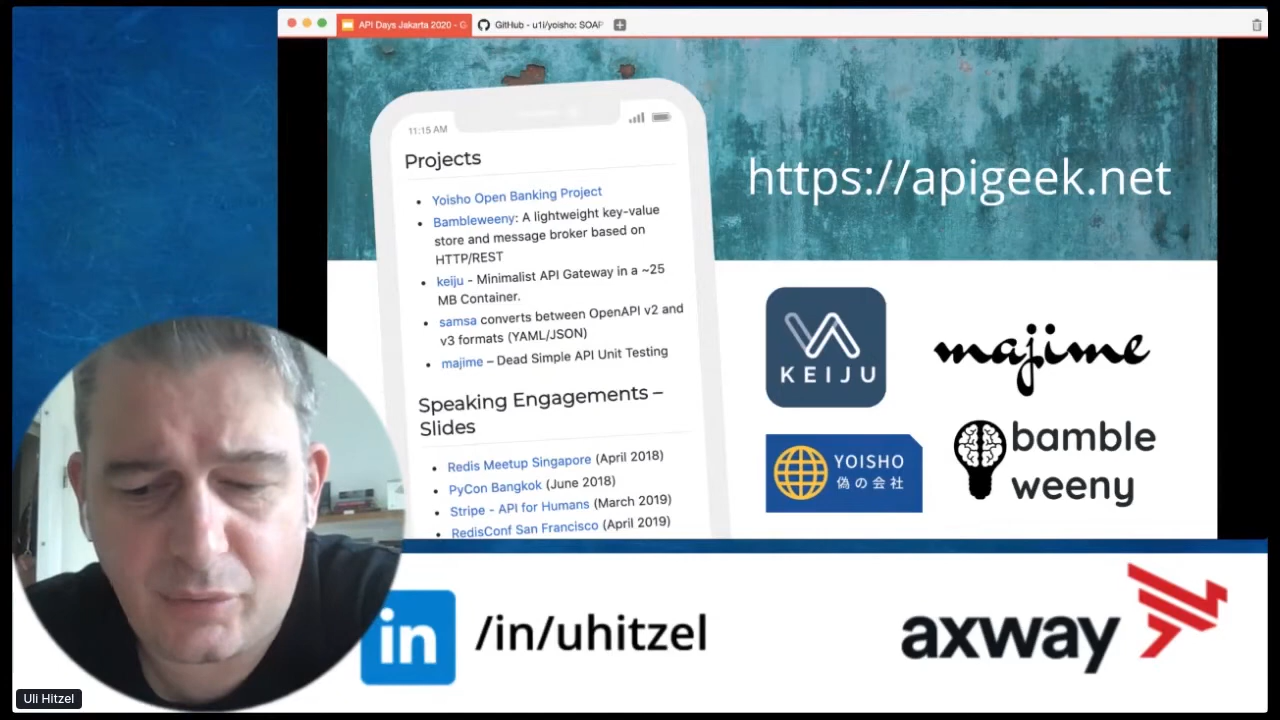 API Days Jakarta 2020 - G
GitHub - u1i/yoisho: SOAP
11:15 AM
Projects
Yoisho Open Banking Project
Bambleweeny: A lightweight key-value
store and message broker based on
HTTP/REST
keiju - Minimalist API Gateway in a ~25
MB Container.
samsa converts between OpenAPI v2 and
v3 formats (YAML/JSON)
majime – Dead Simple API Unit Testing
Speaking Engagements –
Slides
Redis Meetup Singapore (April 2018)
PyCon Bangkok (June 2018)
Stripe - API for Humans (March 2019)
RedisConf San Francisco (April 2019)
https://apigeek.net
KEIJU
majime
YOISHO
偽の会社
bamble
weeny
in
/in/uhitzel
axway
Uli Hitzel